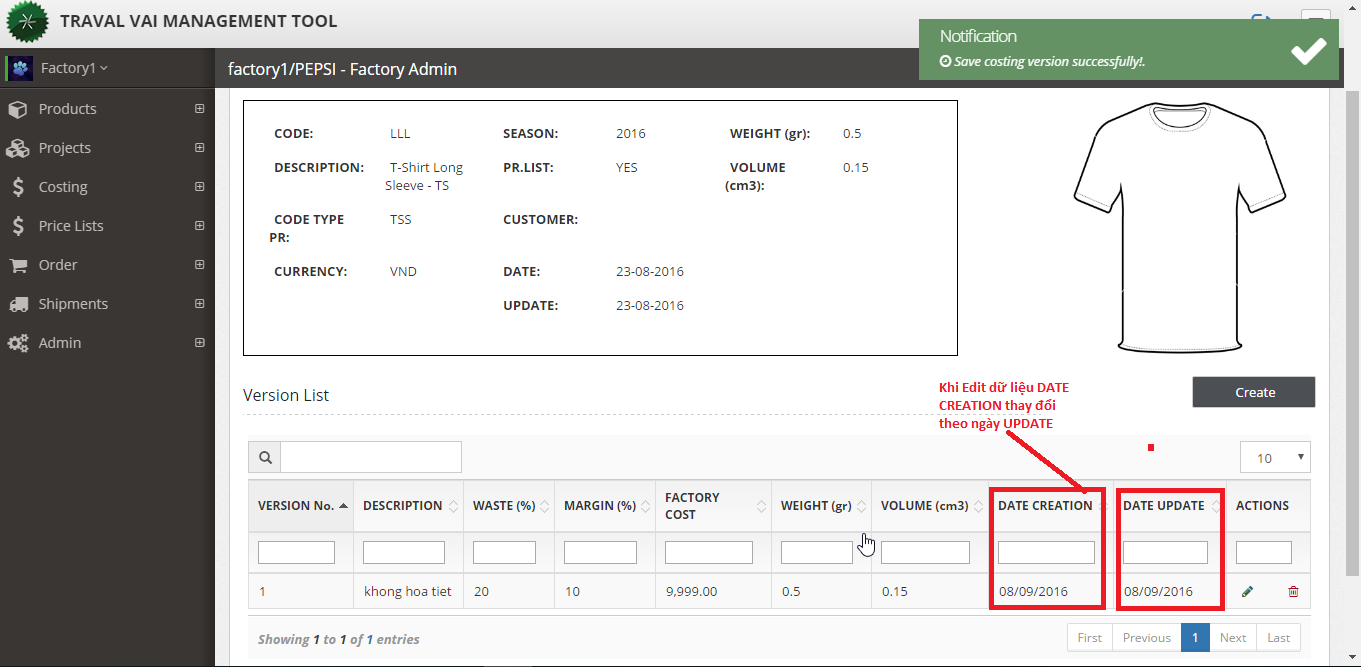 TRAVAL VAI MANAGEMENT TOOL
Notification
Save costing version successfully!.
Factory1
factory1/PEPSI - Factory Admin
Products
Projects
Costing
Price Lists
Order
Shipments
Admin
CODE: LLL SEASON: 2016 WEIGHT (gr): 0.5
DESCRIPTION: T-Shirt Long PR.LIST: YES VOLUME 0.15
Sleeve - TS (cm3):
CODE TYPE TSS CUSTOMER:
PR:
CURRENCY: VND DATE: 23-08-2016
UPDATE: 23-08-2016
Version List
Khi Edit dữ liệu DATE
CREATION thay đổi
theo ngày UPDATE
Create
10
VERSION No. DESCRIPTION WASTE (%) MARGIN (%) FACTORY WEIGHT (gr) VOLUME (cm3) DATE CREATION DATE UPDATE ACTIONS
COST
1 khong hoa tiet 20 10 9,999.00 0.5 0.15 08/09/2016 08/09/2016
Showing 1 to 1 of 1 entries
First Previous 1 Next Last